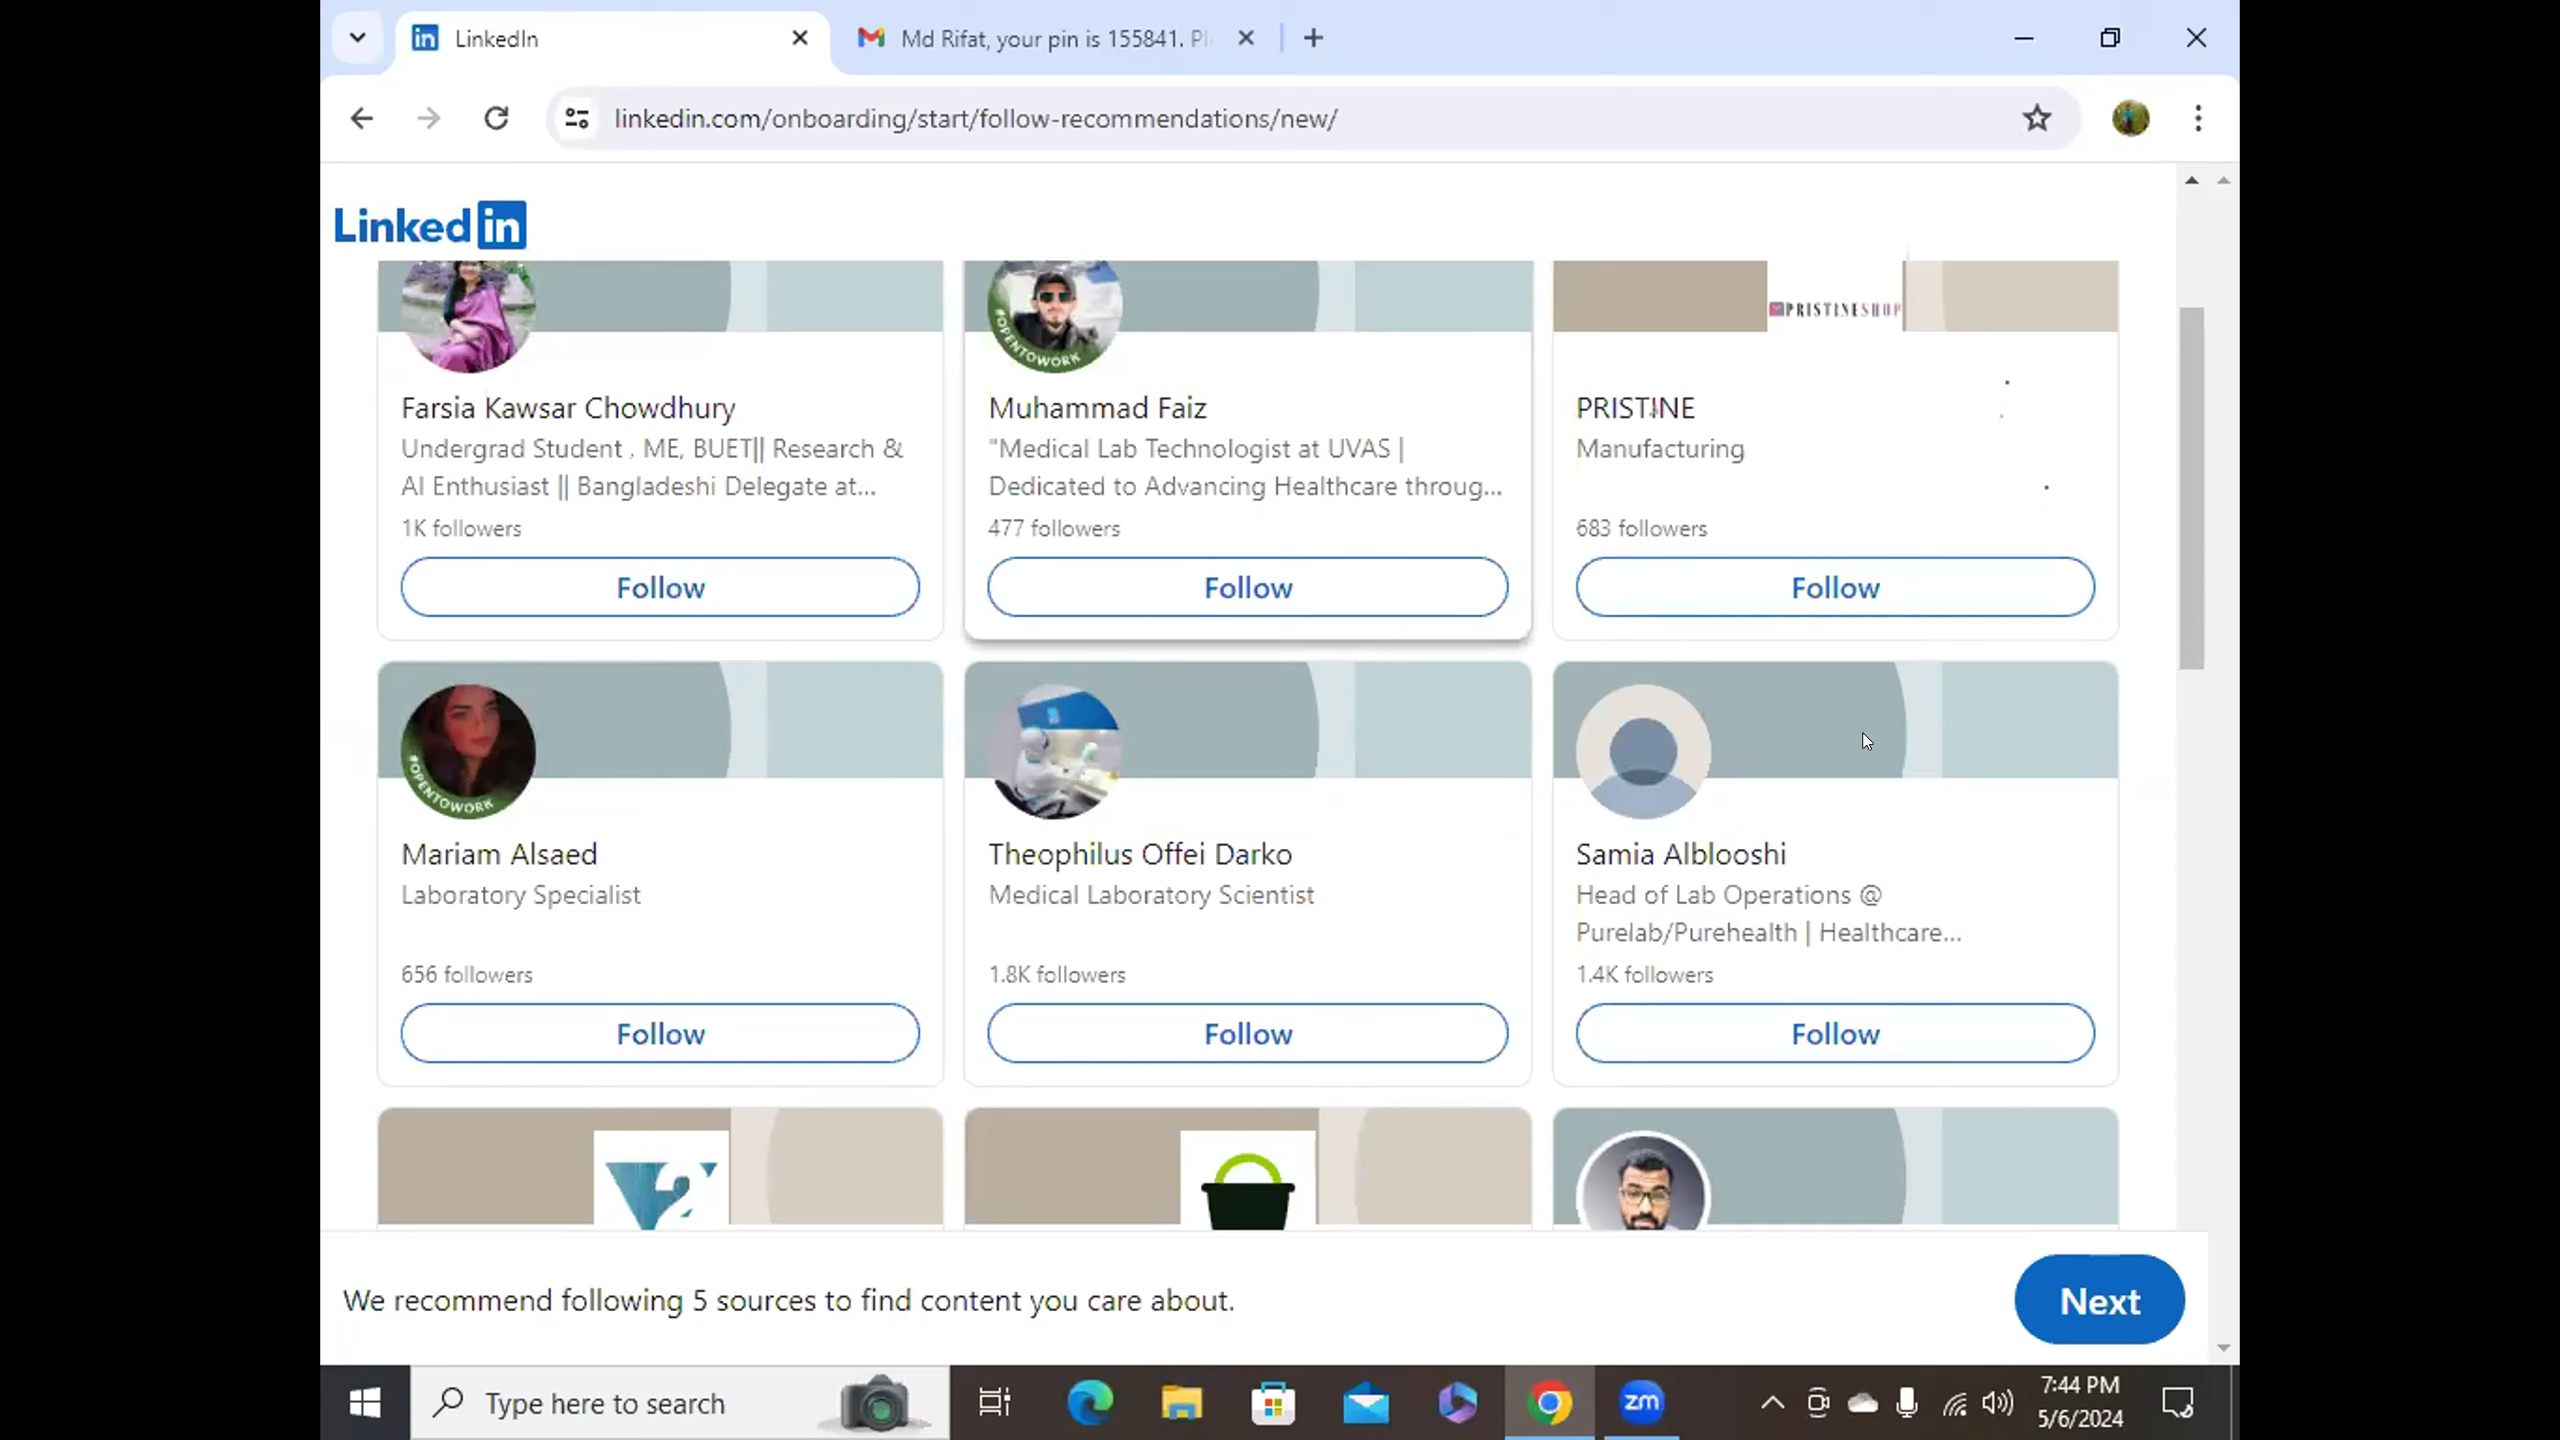 LinkedIn
Md Rifat, your pin is 155841. Pl
linkedin.com/onboarding/start/follow-recommendations/new/
Linked in
#OPENTOWORK
PRISTINESHOP
Farsia Kawsar Chowdhury
Undergrad Student , ME, BUET|| Research &
AI Enthusiast || Bangladeshi Delegate at...
1K followers
Follow
Muhammad Faiz
"Medical Lab Technologist at UVAS |
Dedicated to Advancing Healthcare throug...
477 followers
Follow
PRISTINE
Manufacturing
683 followers
Follow
#OPENTOWORK
Mariam Alsaed
Laboratory Specialist
656 followers
Follow
Theophilus Offei Darko
Medical Laboratory Scientist
1.8K followers
Follow
Samia Alblooshi
Head of Lab Operations @
Purelab/Purehealth | Healthcare...
1.4K followers
Follow
We recommend following 5 sources to find content you care about.
Next
Type here to search
zm
7:44 PM
5/6/2024